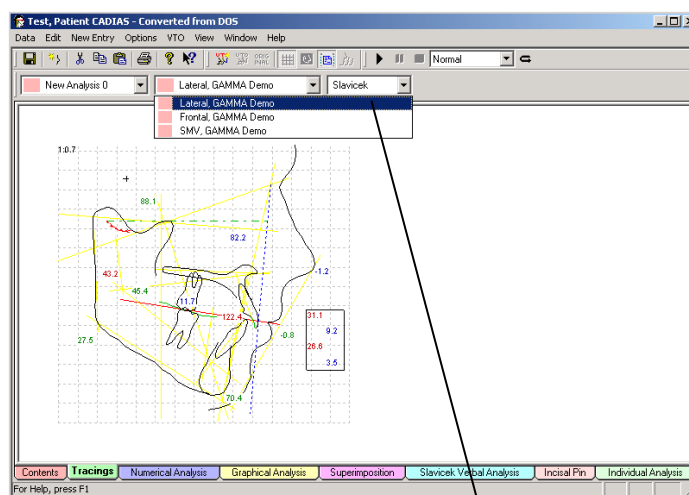 Test, Patient CADIAS - Converted from DOS
Data Edit New Entry Options VTO View Window Help
VTO ORIG INAL Normal
New Analysis 0 Lateral, GAMMA Demo Slavicek
Lateral, GAMMA Demo
Frontal, GAMMA Demo
SMV, GAMMA Demo
1:0.7
88.1
82.2
43.2
-1.2
45.4
11.7
122.4
31.1
9.2
-0.8
27.5
26.6
3.5
70.4
Contents Tracings Numerical Analysis Graphical Analysis Superimposition Slavicek Verbal Analysis Incisal Pin Individual Analysis
For Help, press F1